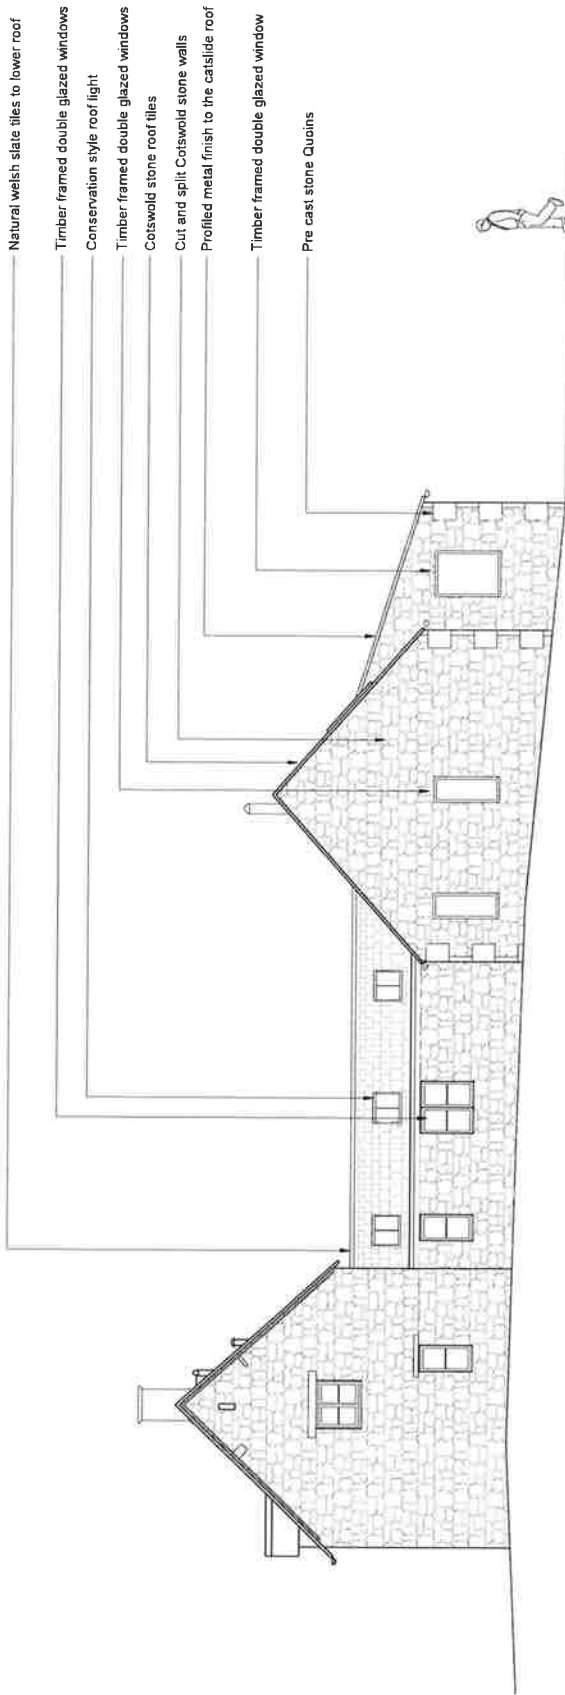 Natural welsh slate tiles to lower roof
Timber framed double glazed windows
Conservation style roof light
Timber framed double glazed windows
Cotswold stone roof tiles
Cut and split Cotswold stone walls
Profiled metal finish to the catslide roof
Timber framed double glazed window
Pre cast stone Quoins